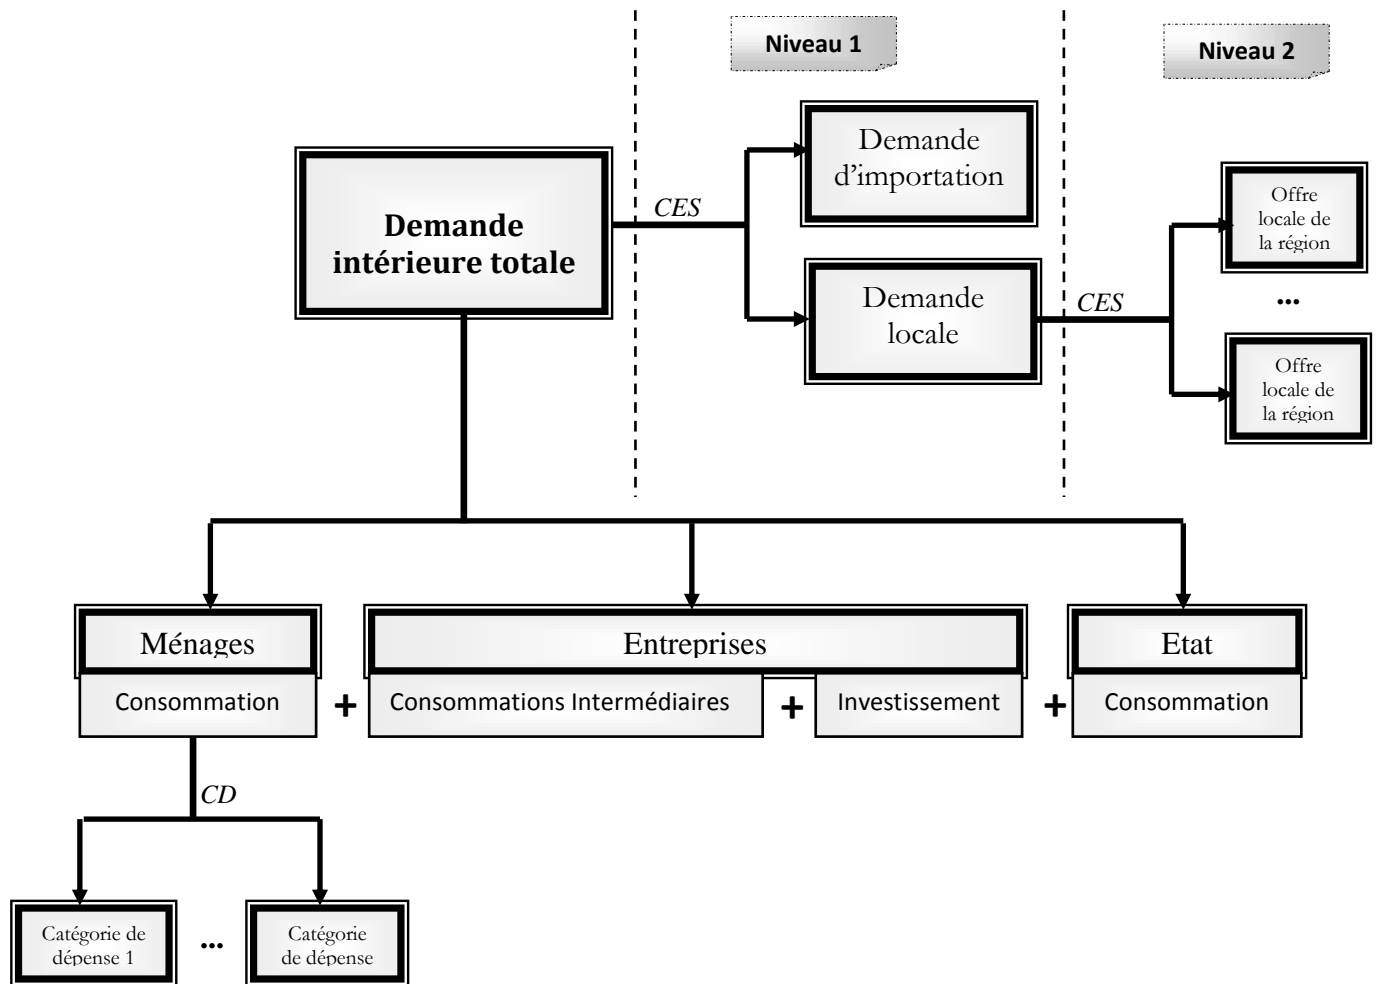 Niveau 1
Niveau 2
Demande
d'importation
Demande
intérieure totale
CES
Offre
locale de
la région
...
Demande
locale
CES
Offre
locale de
la région
Ménages
Entreprises
Etat
Consommation
+
Consommations Intermédiaires
+
Investissement
+
Consommation
CD
Catégorie de
dépense 1
...
Catégorie
de dépense